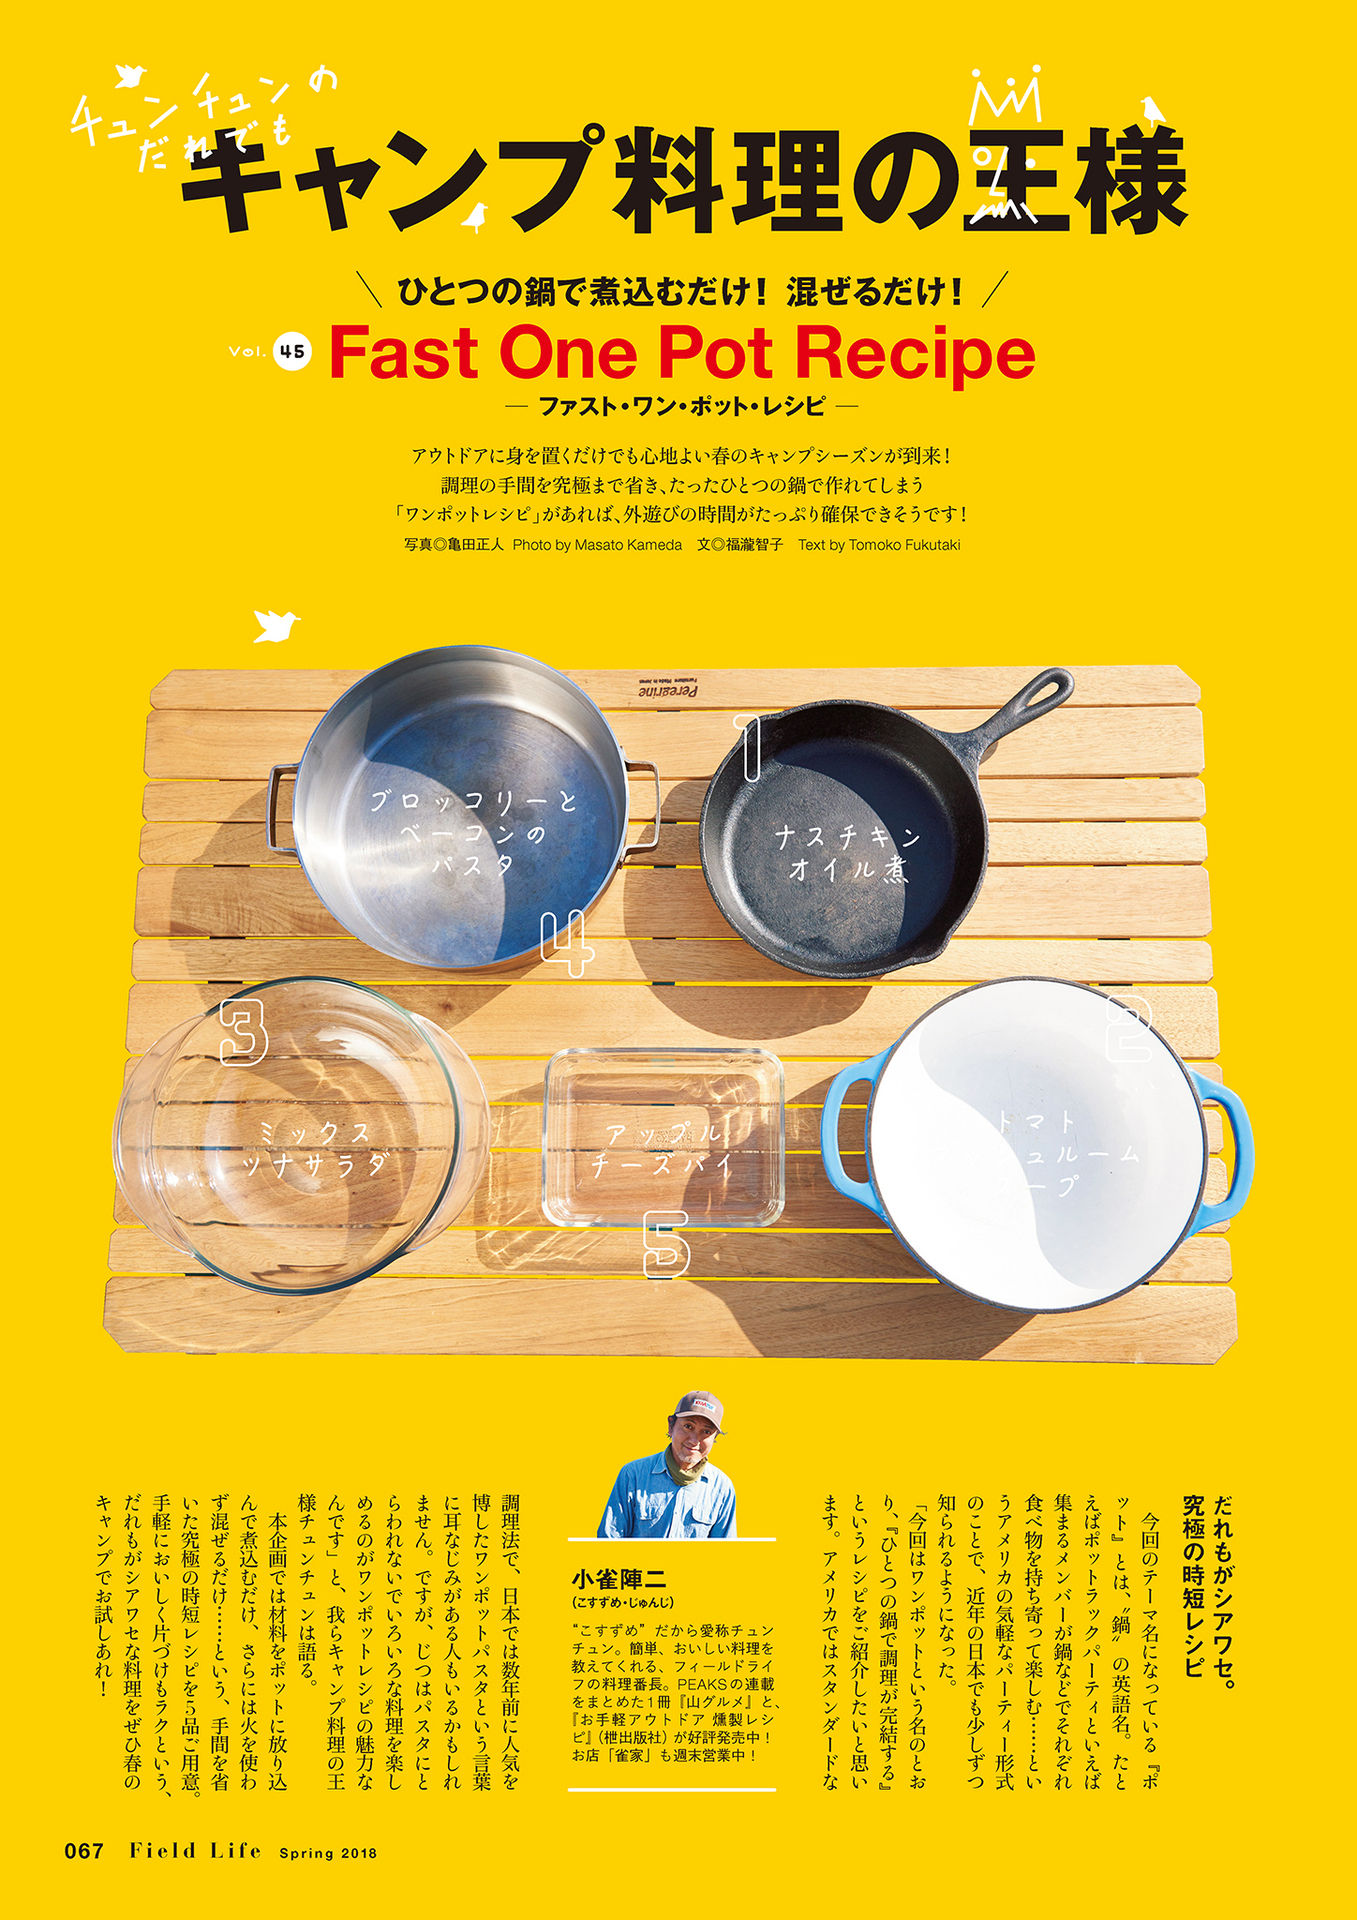 チュンチュンの
だれでも
キャンプ料理の王様
ひとつの鍋で煮込むだけ！ 混ぜるだけ！
Vol. 45 Fast One Pot Recipe
― ファスト・ワン・ポット・レシピ ―
アウトドアに身を置くだけでも心地よい春のキャンプシーズンが到来！
調理の手間を究極まで省き、たったひとつの鍋で作れてしまう
「ワンポットレシピ」があれば、外遊びの時間がたっぷり確保できそうです！
写真◎亀田正人 Photo by Masato Kameda 文◎福瀧智子 Text by Tomoko Fukutaki
Peregrine
Furniture Made in Japan
1
ナスチキン
オイル煮
ブロッコリーと
ベーコンの
パスタ
4
3
ミックス
ツナサラダ
アップル
チーズパイ
5
2
トマト
ュルーム
ープ
だれもがシアワセ。
究極の時短レシピ
今回のテーマ名になっている『ポ
ット』とは、〝鍋〟の英語名。たと
えばポットラックパーティといえば
集まるメンバーが鍋などでそれぞれ
食べ物を持ち寄って楽しむ……とい
うアメリカの気軽なパーティー形式
のことで、近年の日本でも少しずつ
知られるようになった。
「今回はワンポットという名のとお
り、『ひとつの鍋で調理が完結する』
というレシピをご紹介したいと思い
ます。アメリカではスタンダードな
調理法で、日本では数年前に人気を
博したワンポットパスタという言葉
に耳なじみがある人もいるかもしれ
ません。ですが、じつはパスタにと
らわれないでいろいろな料理を楽し
めるのがワンポットレシピの魅力な
んです」と、我らキャンプ料理の王
様チュンチュンは語る。
本企画では材料をポットに放り込
んで煮込むだけ、さらには火を使わ
ず混ぜるだけ……という、手間を省
いた究極の時短レシピを5品ご用意。
手軽においしく片づけもラクという、
だれもがシアワセな料理をぜひ春の
キャンプでお試しあれ！
小雀陣二
（こすずめ・じゅんじ）
“こすずめ”だから愛称チュン
チュン。簡単、おいしい料理を
教えてくれる、フィールドライ
フの料理番長。PEAKSの連載
をまとめた1冊『山グルメ』と、
『お手軽アウトドア 燻製レシ
ピ』（枻出版社）が好評発売中！
お店「雀家」も週末営業中！
067 Field Life Spring 2018